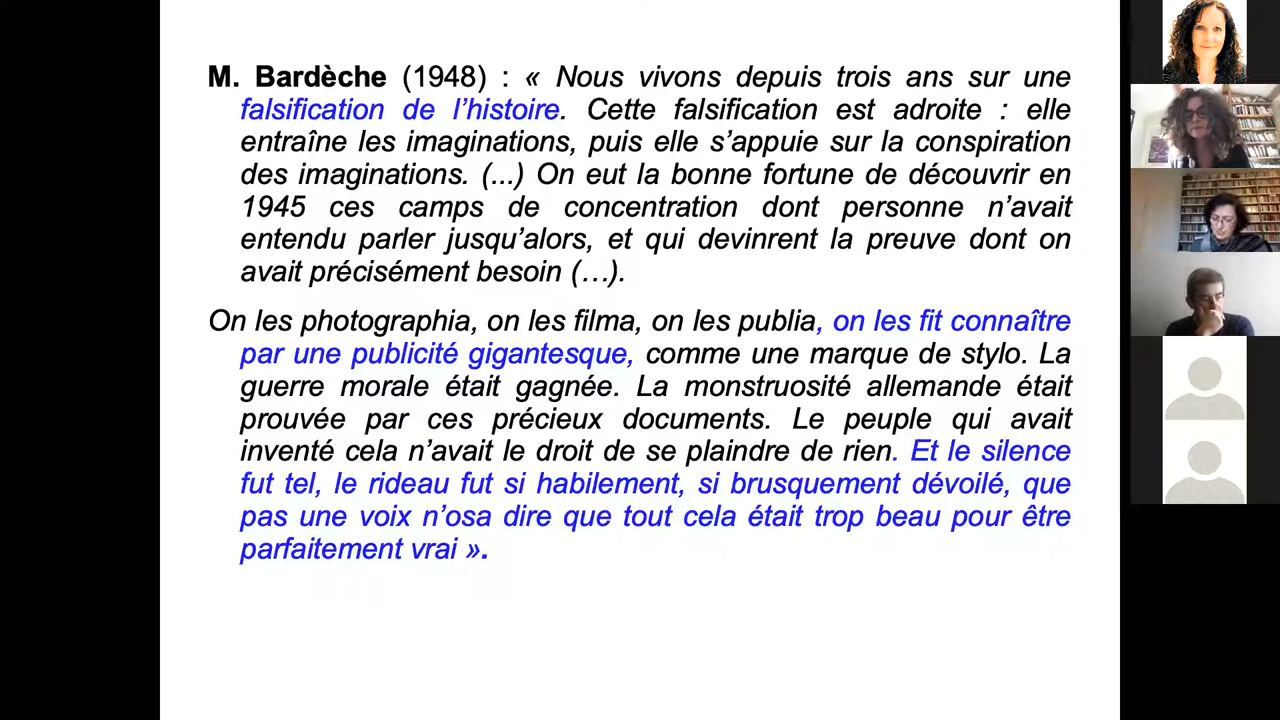 M. Bardèche (1948) : « Nous vivons depuis trois ans sur une
falsification de l’histoire. Cette falsification est adroite : elle
entraîne les imaginations, puis elle s’appuie sur la conspiration
des imaginations. (...) On eut la bonne fortune de découvrir en
1945 ces camps de concentration dont personne n’avait
entendu parler jusqu’alors, et qui devinrent la preuve dont on
avait précisément besoin (…).
On les photographia, on les filma, on les publia, on les fit connaître
par une publicité gigantesque, comme une marque de stylo. La
guerre morale était gagnée. La monstruosité allemande était
prouvée par ces précieux documents. Le peuple qui avait
inventé cela n’avait le droit de se plaindre de rien. Et le silence
fut tel, le rideau fut si habilement, si brusquement dévoilé, que
pas une voix n’osa dire que tout cela était trop beau pour être
parfaitement vrai ».